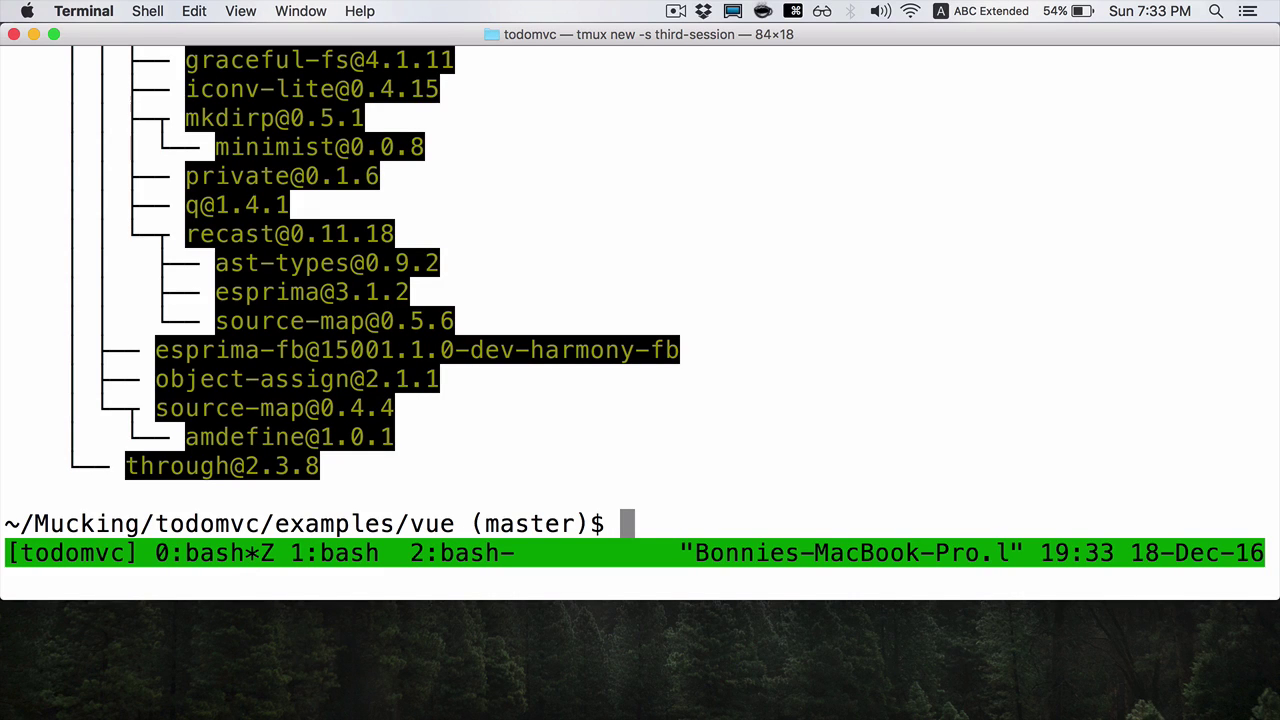 Terminal Shell Edit View Window Help A ABC Extended 54% Sun 7:33 PM
todomvc — tmux new -s third-session — 84×18
├── graceful-fs@4.1.11
├── iconv-lite@0.4.15
├─┬ mkdirp@0.5.1
│ └── minimist@0.0.8
├── private@0.1.6
├── q@1.4.1
└─┬ recast@0.11.18
├── ast-types@0.9.2
├── esprima@3.1.2
└── source-map@0.5.6
├── esprima-fb@15001.1.0-dev-harmony-fb
├── object-assign@2.1.1
└─┬ source-map@0.4.4
└── amdefine@1.0.1
└── through@2.3.8
~/Mucking/todomvc/examples/vue (master)$
[todomvc] 0:bash*Z 1:bash 2:bash- "Bonnies-MacBook-Pro.l" 19:33 18-Dec-16